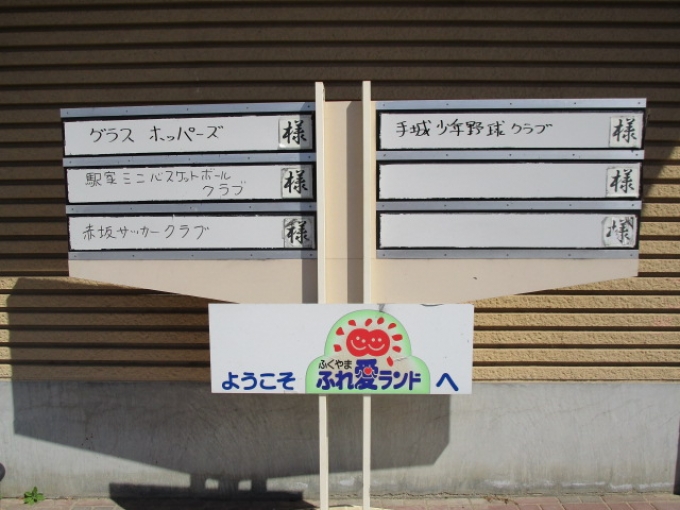 グラス ホッパーズ 様
駅家ミニバスケットボール
クラブ 様
赤坂サッカークラブ 様
手城少年野球クラブ 様
様
様
ふくやま
ようこそ ふれ愛ランド へ